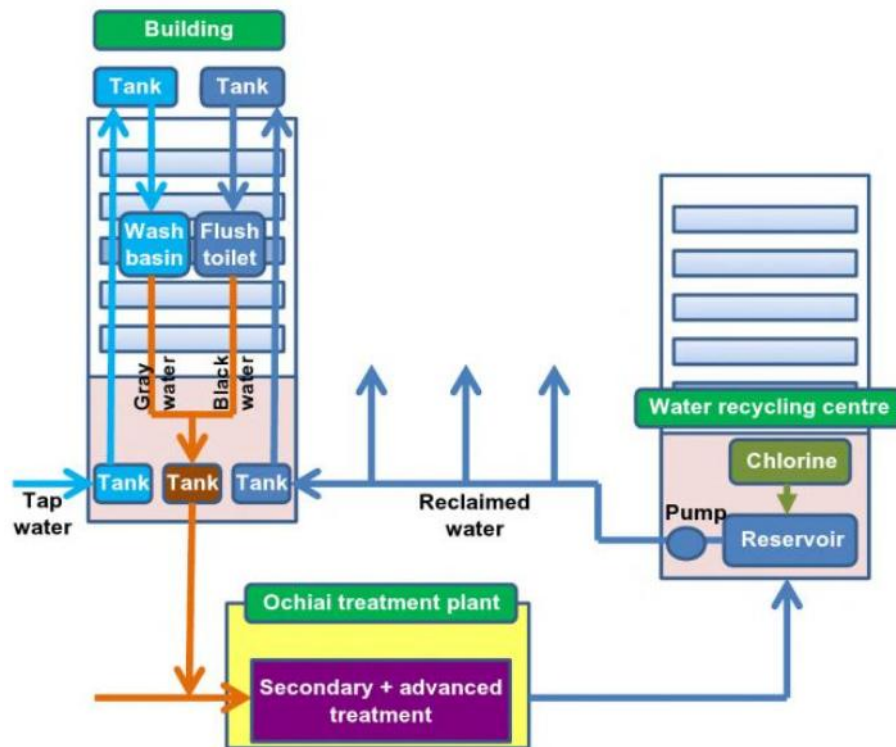 Building
Tank
Tank
Wash
basin
Flush
toilet
Gray
water
Black
water
Tank
Tank
Tank
Tap
water
Reclaimed
water
Water recycling centre
Chlorine
Pump
Reservoir
Ochiai treatment plant
Secondary + advanced
treatment